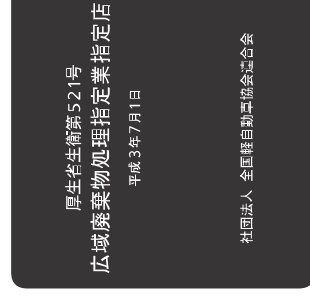 厚生省生衛第521号
広域廃棄物処理指定業指定店
平成3年7月1日
社団法人 全国軽自動車協会連合会